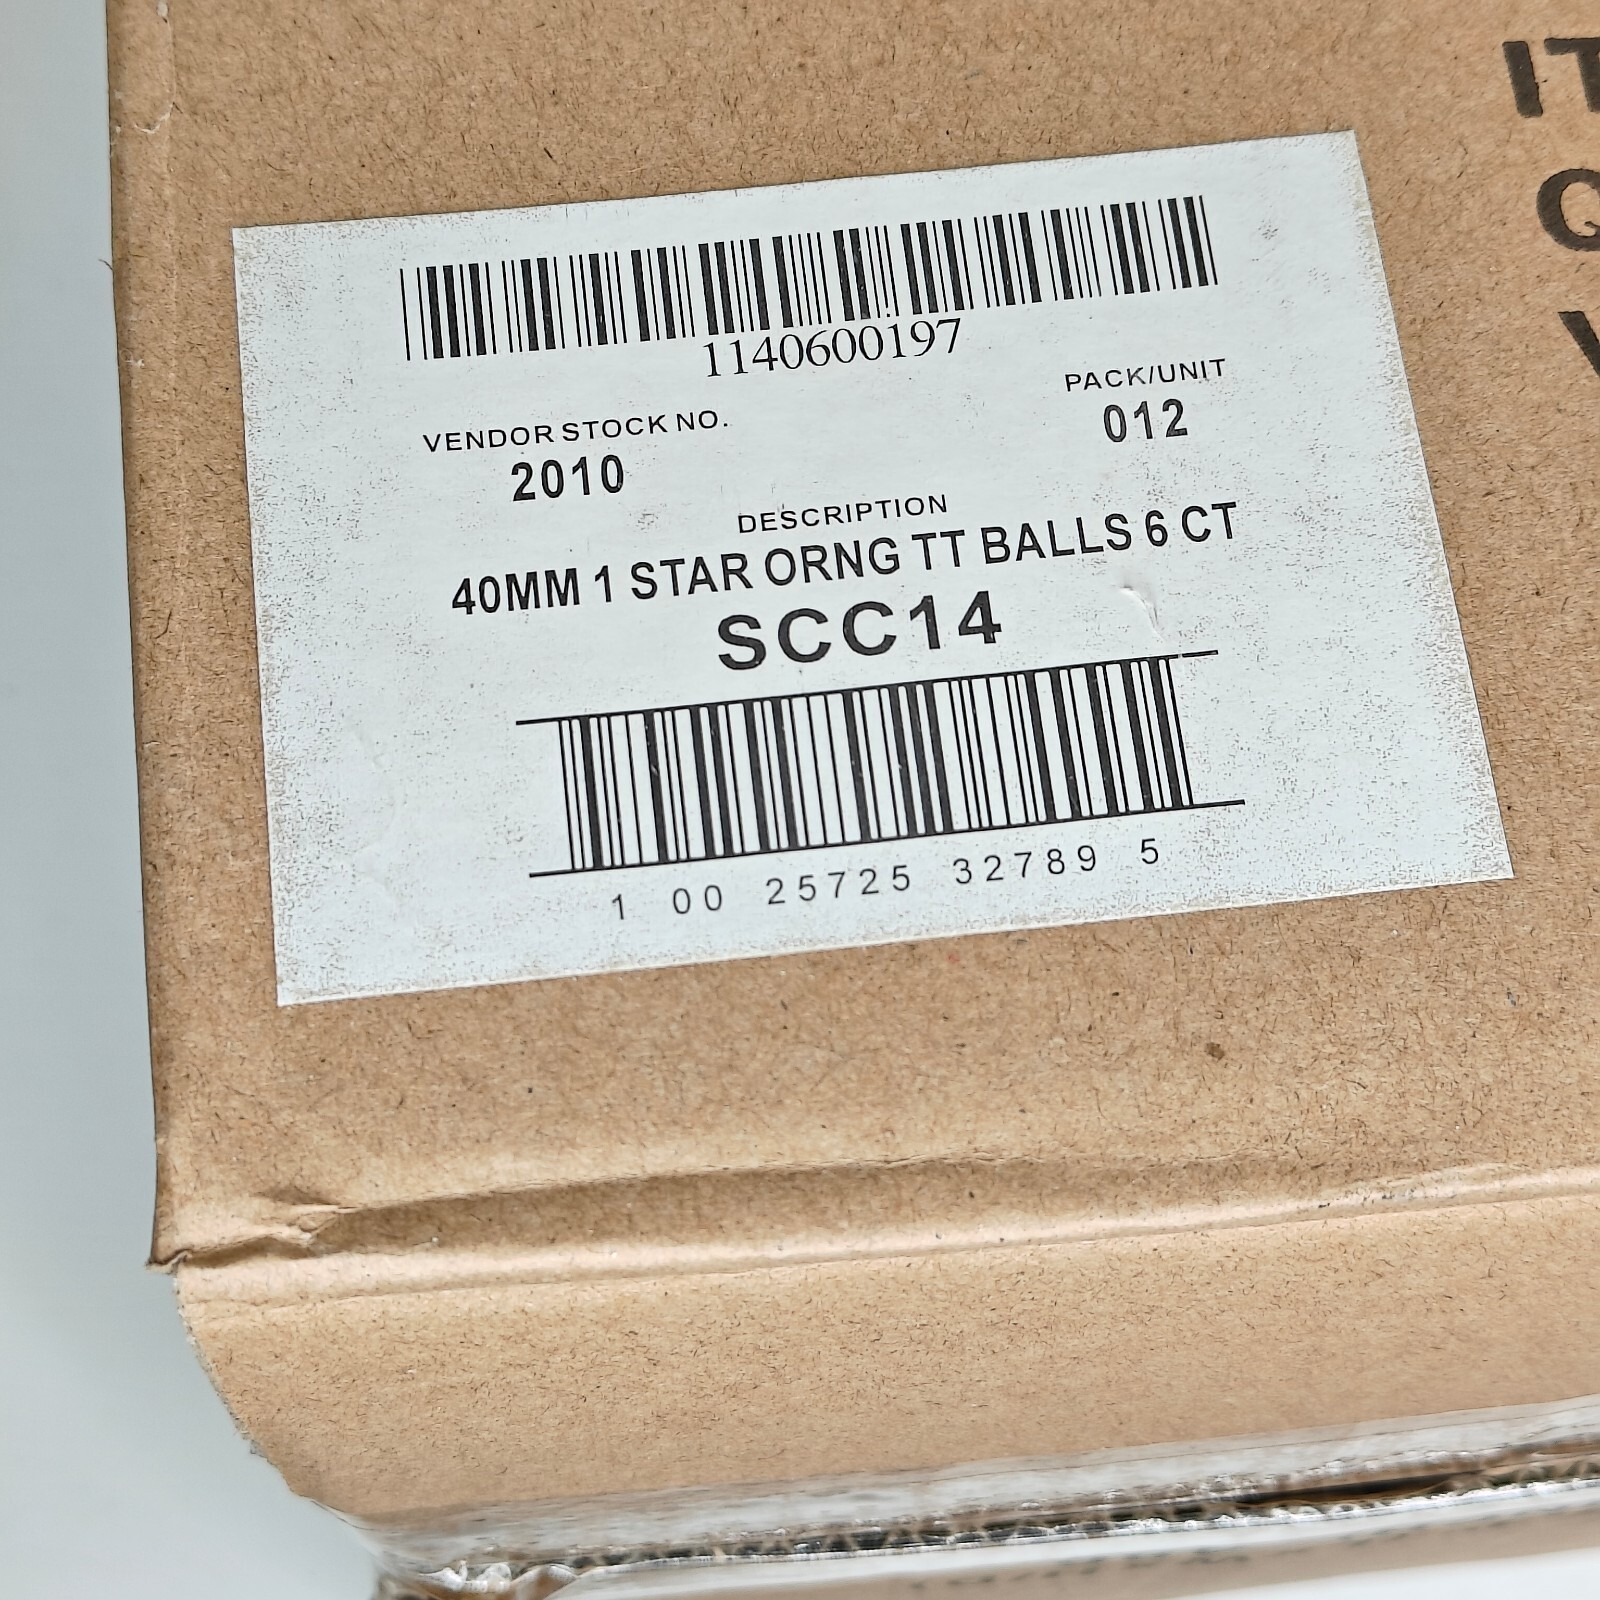 1140600197
VENDOR STOCK NO.
2010
PACK/UNIT
012
DESCRIPTION
40MM 1 STAR ORNG TT BALLS 6 CT
SCC14
1 00 25725 32789 5
IT
Q